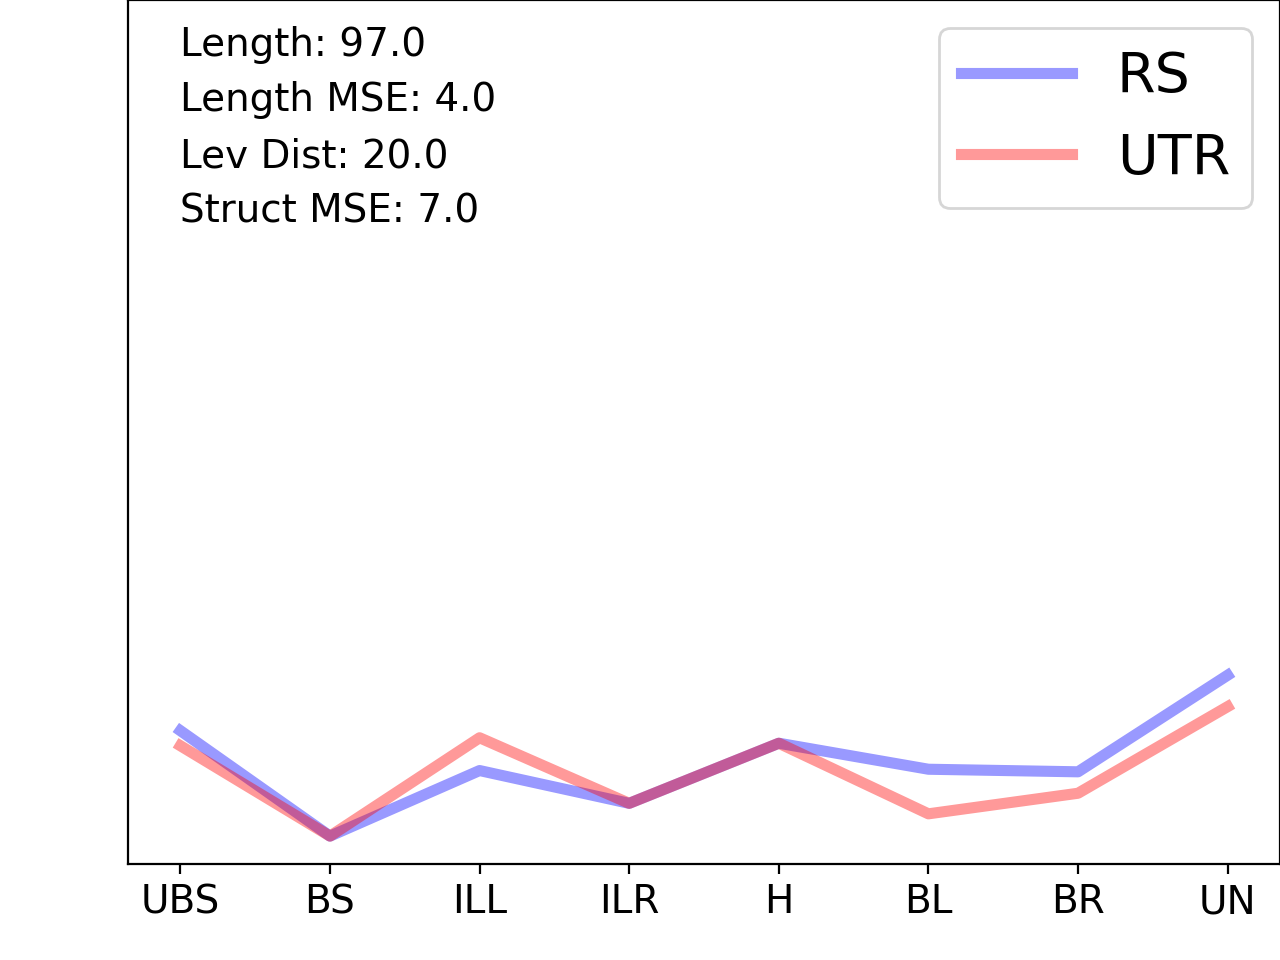 Length: 97.0
Length MSE: 4.0
Lev Dist: 20.0
Struct MSE: 7.0
RS
UTR
UBS BS ILL ILR H BL BR UN